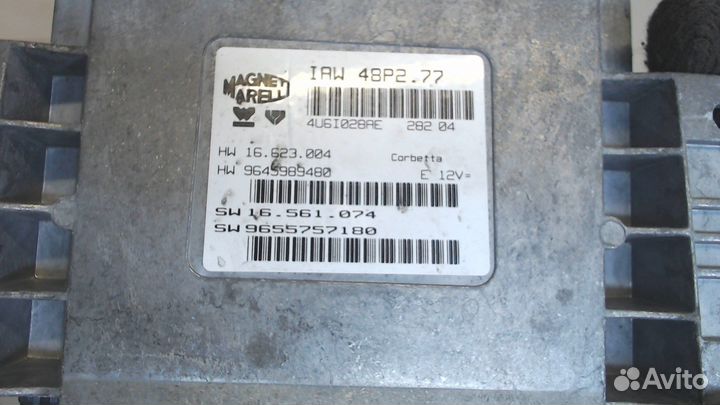 MAGNETI MARELLI
IAW 48P2.77
4U6I028AE 282 04
HW 16.623.004 Corbetta
HW 9645989480 E 12V=
SW 16.561.074
SW 9655757180
Avito